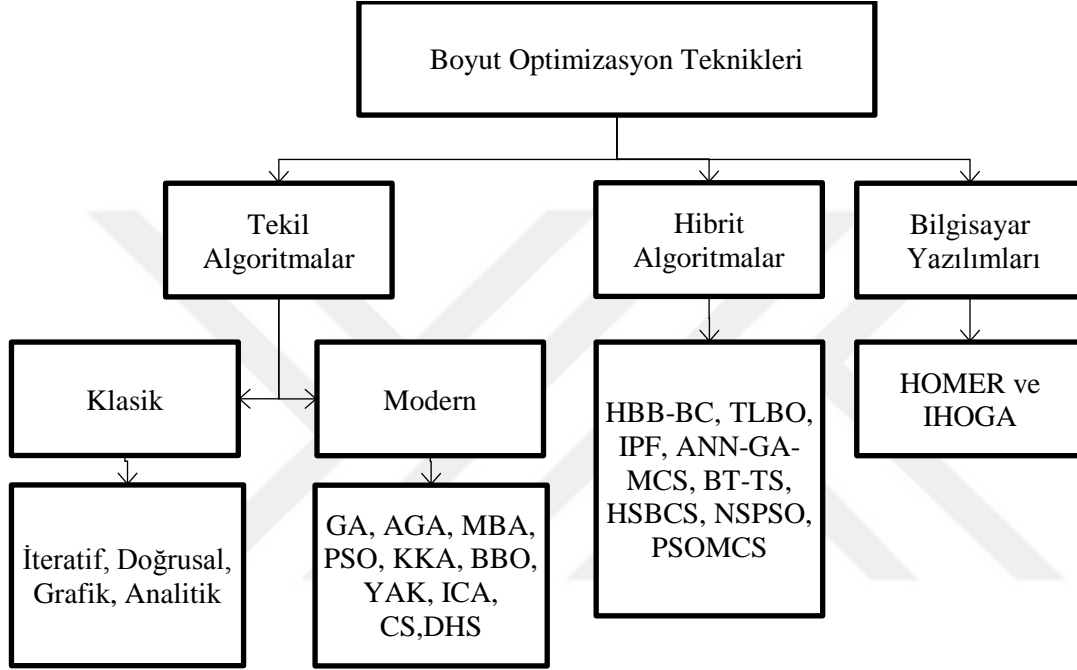 Boyut Optimizasyon Teknikleri
Tekil
Algoritmalar
Hibrit
Algoritmalar
Bilgisayar
Yazılımları
Klasik
Modern
HBB-BC, TLBO,
IPF, ANN-GA-
MCS, BT-TS,
HSBCS, NSPSO,
PSOMCS
HOMER ve
IHOGA
İteratif, Doğrusal,
Grafik, Analitik
GA, AGA, MBA,
PSO, KKA, BBO,
YAK, ICA,
CS,DHS